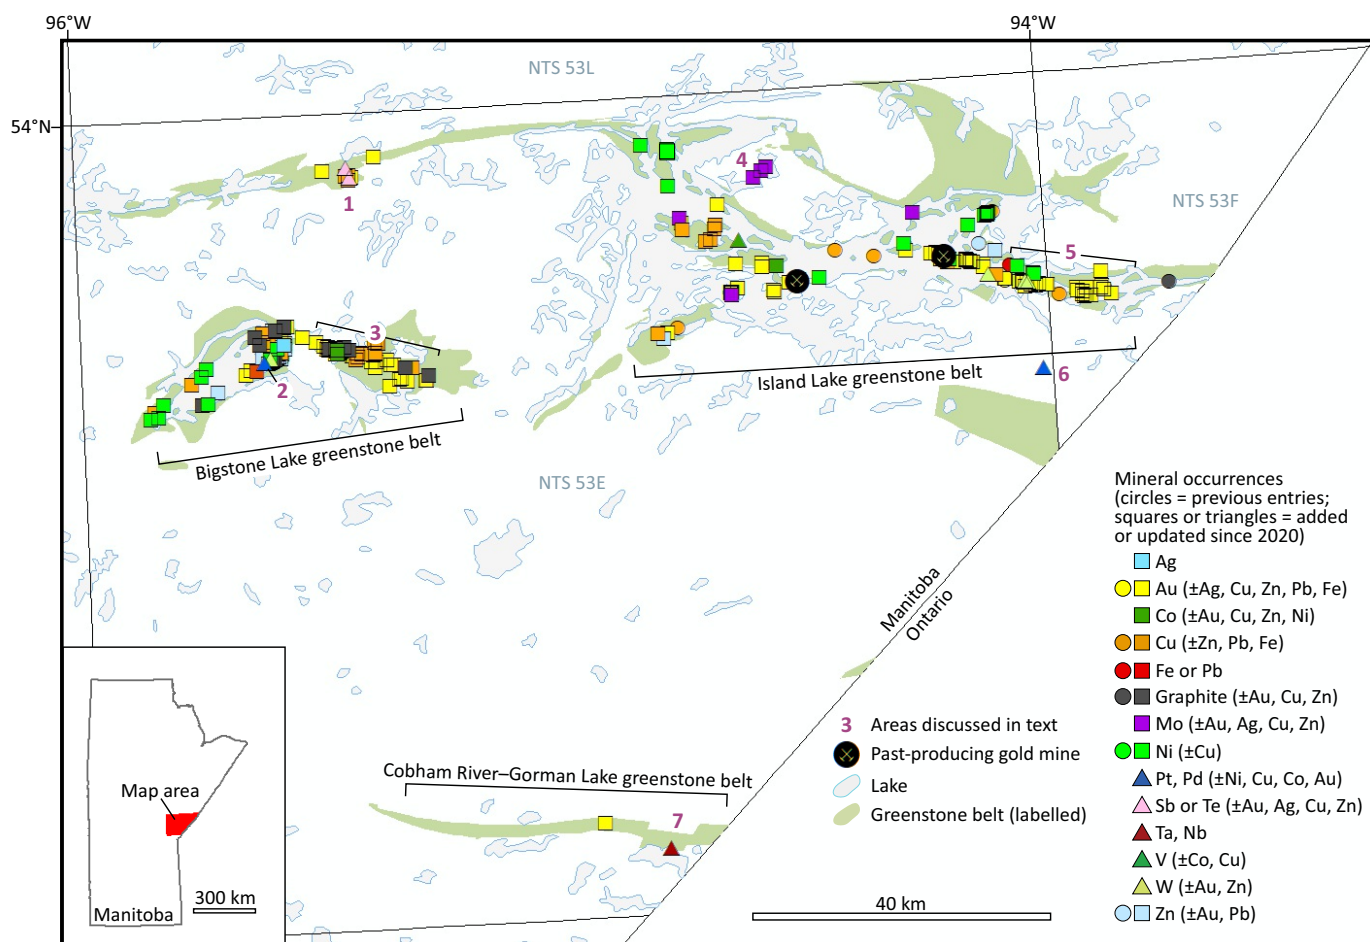 96°W
94°W
NTS 53L
54°N
4
1
NTS 53F
5
3
2
6
Island Lake greenstone belt
Bigstone Lake greenstone belt
NTS 53E
Mineral occurrences
(circles = previous entries;
squares or triangles = added
or updated since 2020)
Ag
Au (±Ag, Cu, Zn, Pb, Fe)
Co (±Au, Cu, Zn, Ni)
Cu (±Zn, Pb, Fe)
Fe or Pb
Graphite (±Au, Cu, Zn)
Mo (±Au, Ag, Cu, Zn)
Ni (±Cu)
Pt, Pd (±Ni, Cu, Co, Au)
Sb or Te (±Au, Ag, Cu, Zn)
Ta, Nb
V (±Co, Cu)
W (±Au, Zn)
Zn (±Au, Pb)
Manitoba
Ontario
3 Areas discussed in text
Past-producing gold mine
Lake
Greenstone belt (labelled)
Cobham River–Gorman Lake greenstone belt
7
40 km
Map area
300 km
Manitoba